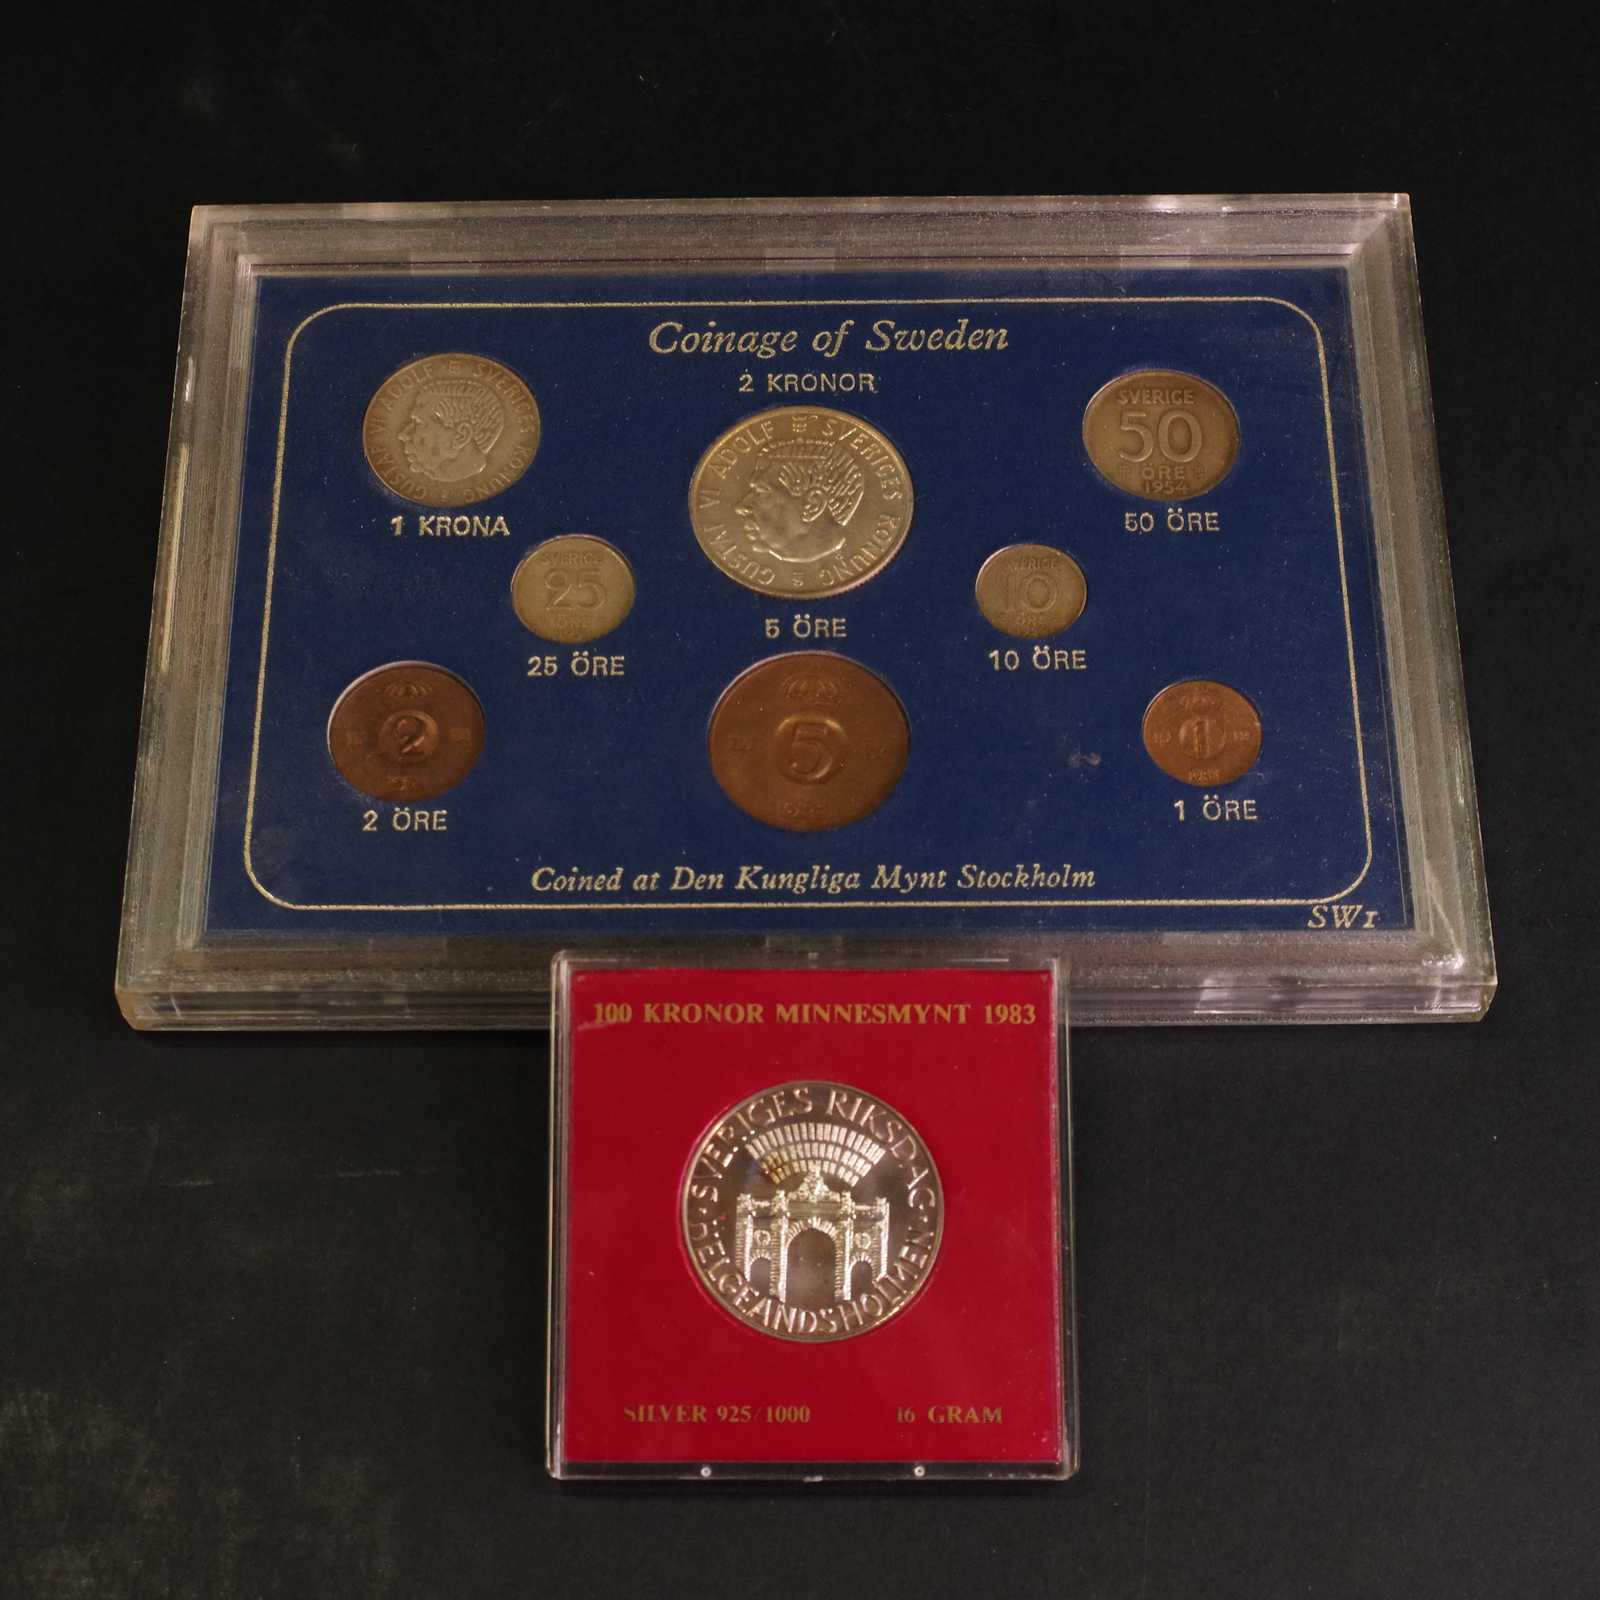 Coinage of Sweden
2 KRONOR
GUSTAF VI ADOLF SVERIGES KONUNG
1 KRONA
GUSTAF VI ADOLF SVERIGES KONUNG
SVERIGE
50
ÖRE
1954
50 ÖRE
SVERIGE
25
ÖRE
25 ÖRE
5 ÖRE
SVERIGE
10
ÖRE
10 ÖRE
2
2 ÖRE
5
1
1 ÖRE
Coined at Den Kungliga Mynt Stockholm
SW1
100 KRONOR MINNESMYNT 1983
SVERIGES RIKSDAG · HELGEANDSHOLMEN ·
SILVER 925/1000 16 GRAM